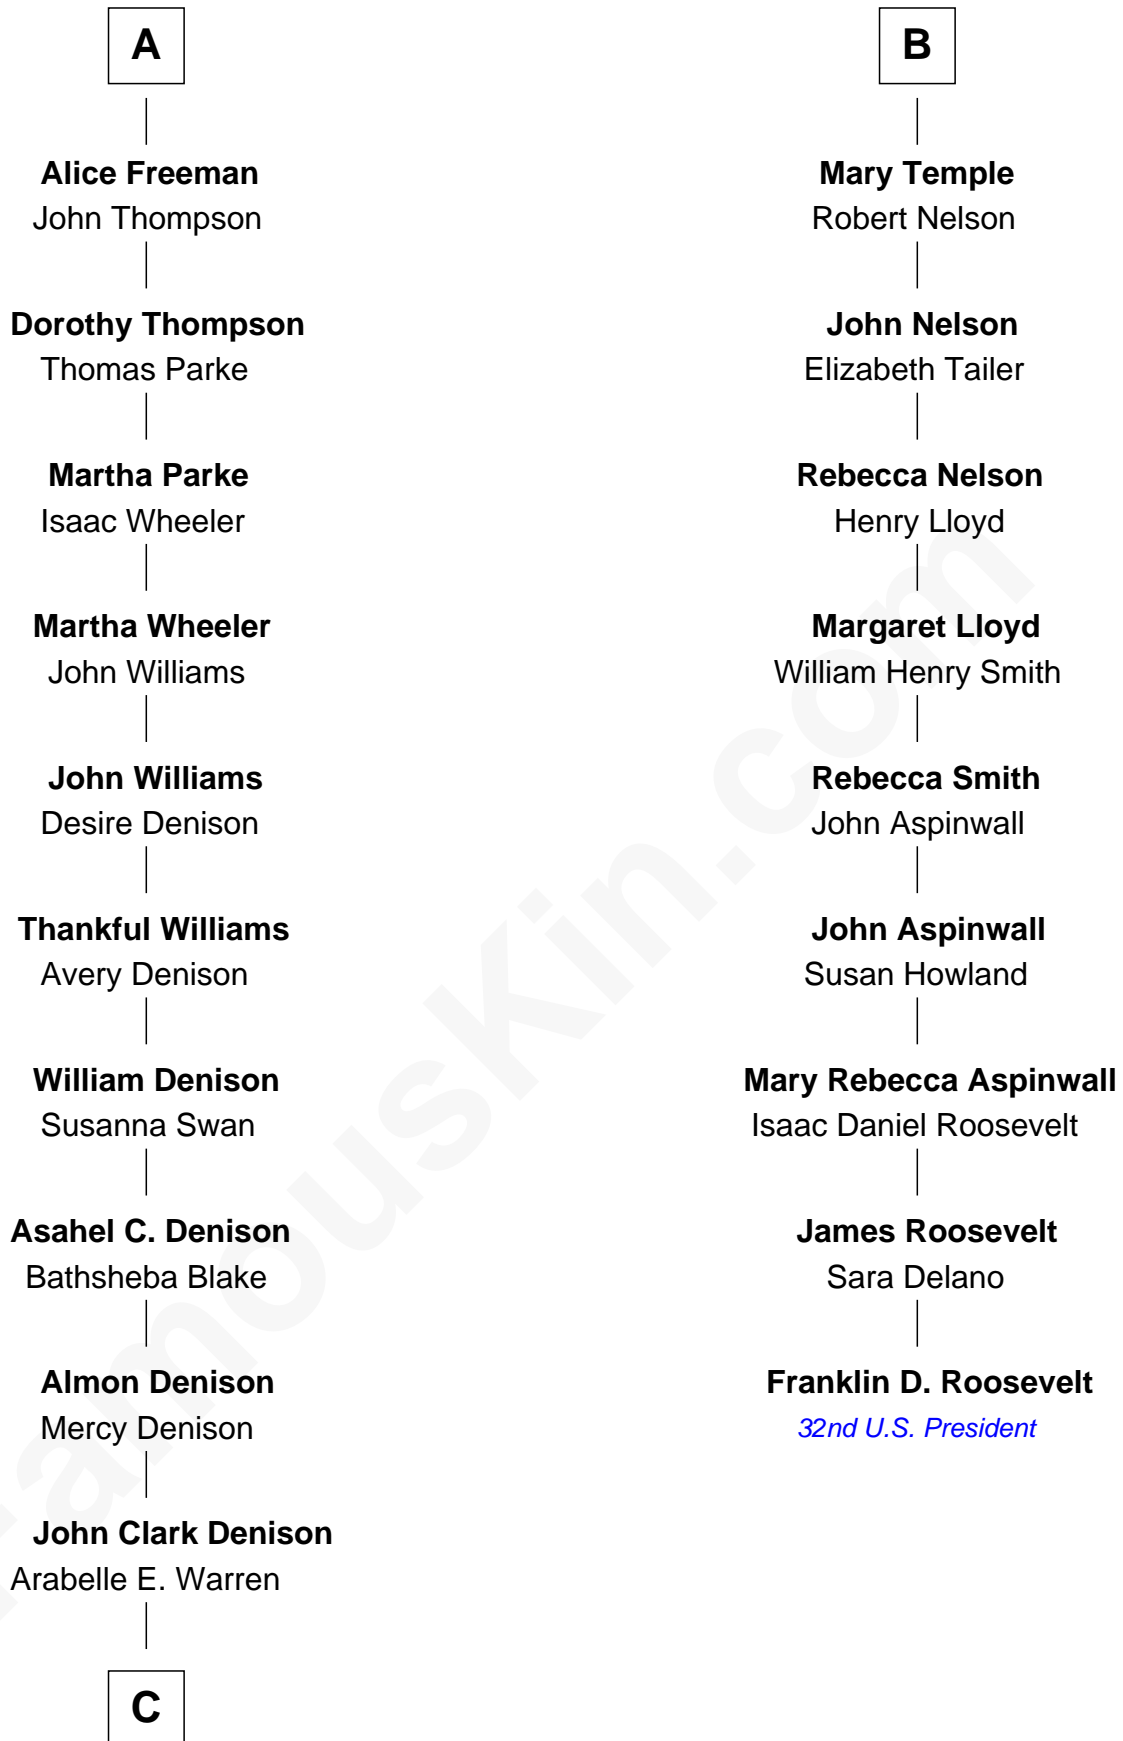 A
Alice Freeman
John Thompson
Dorothy Thompson
Thomas Parke
Martha Parke
Isaac Wheeler
Martha Wheeler
John Williams
John Williams
Desire Denison
Thankful Williams
Avery Denison
William Denison
Susanna Swan
Asahel C. Denison
Bathsheba Blake
Almon Denison
Mercy Denison
John Clark Denison
Arabelle E. Warren
C
B
Mary Temple
Robert Nelson
John Nelson
Elizabeth Tailer
Rebecca Nelson
Henry Lloyd
Margaret Lloyd
William Henry Smith
Rebecca Smith
John Aspinwall
John Aspinwall
Susan Howland
Mary Rebecca Aspinwall
Isaac Daniel Roosevelt
James Roosevelt
Sara Delano
Franklin D. Roosevelt
32nd U.S. President
FamousKin.com